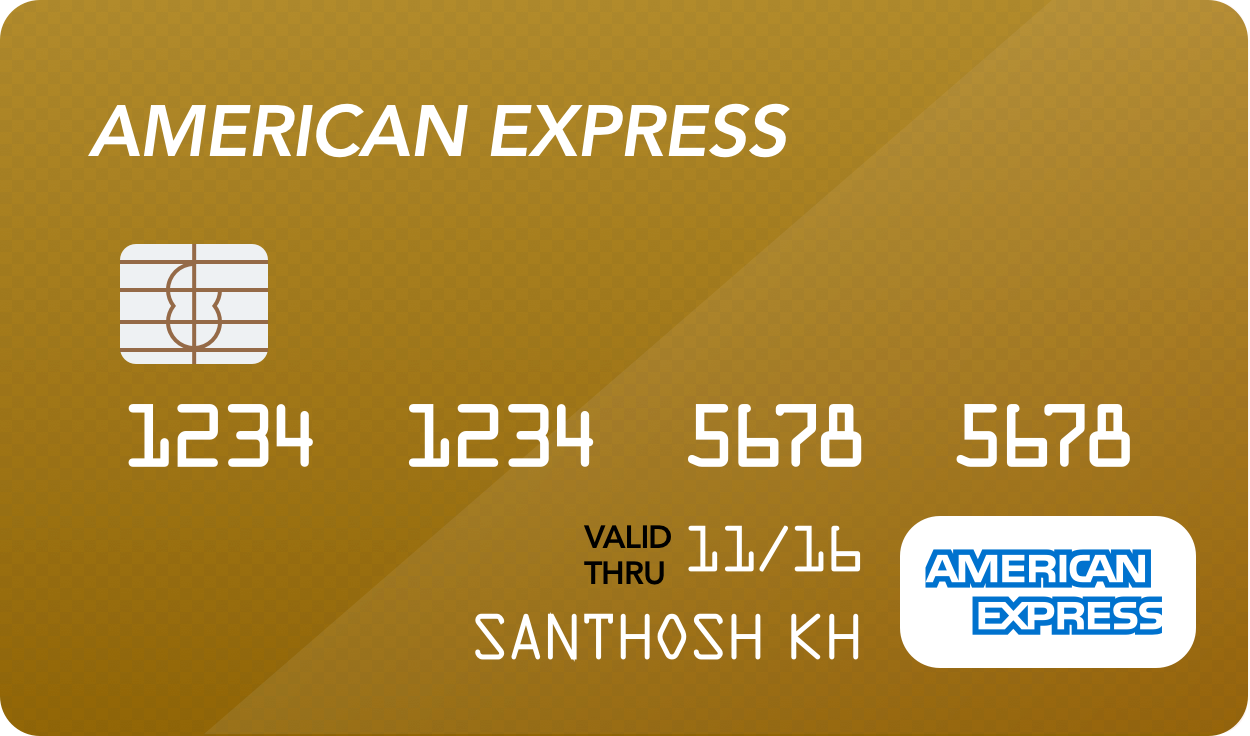 AMERICAN EXPRESS
1234 1234 5678 5678
VALID THRU 11/16
SANTHOSH KH
AMERICAN
EXPRESS